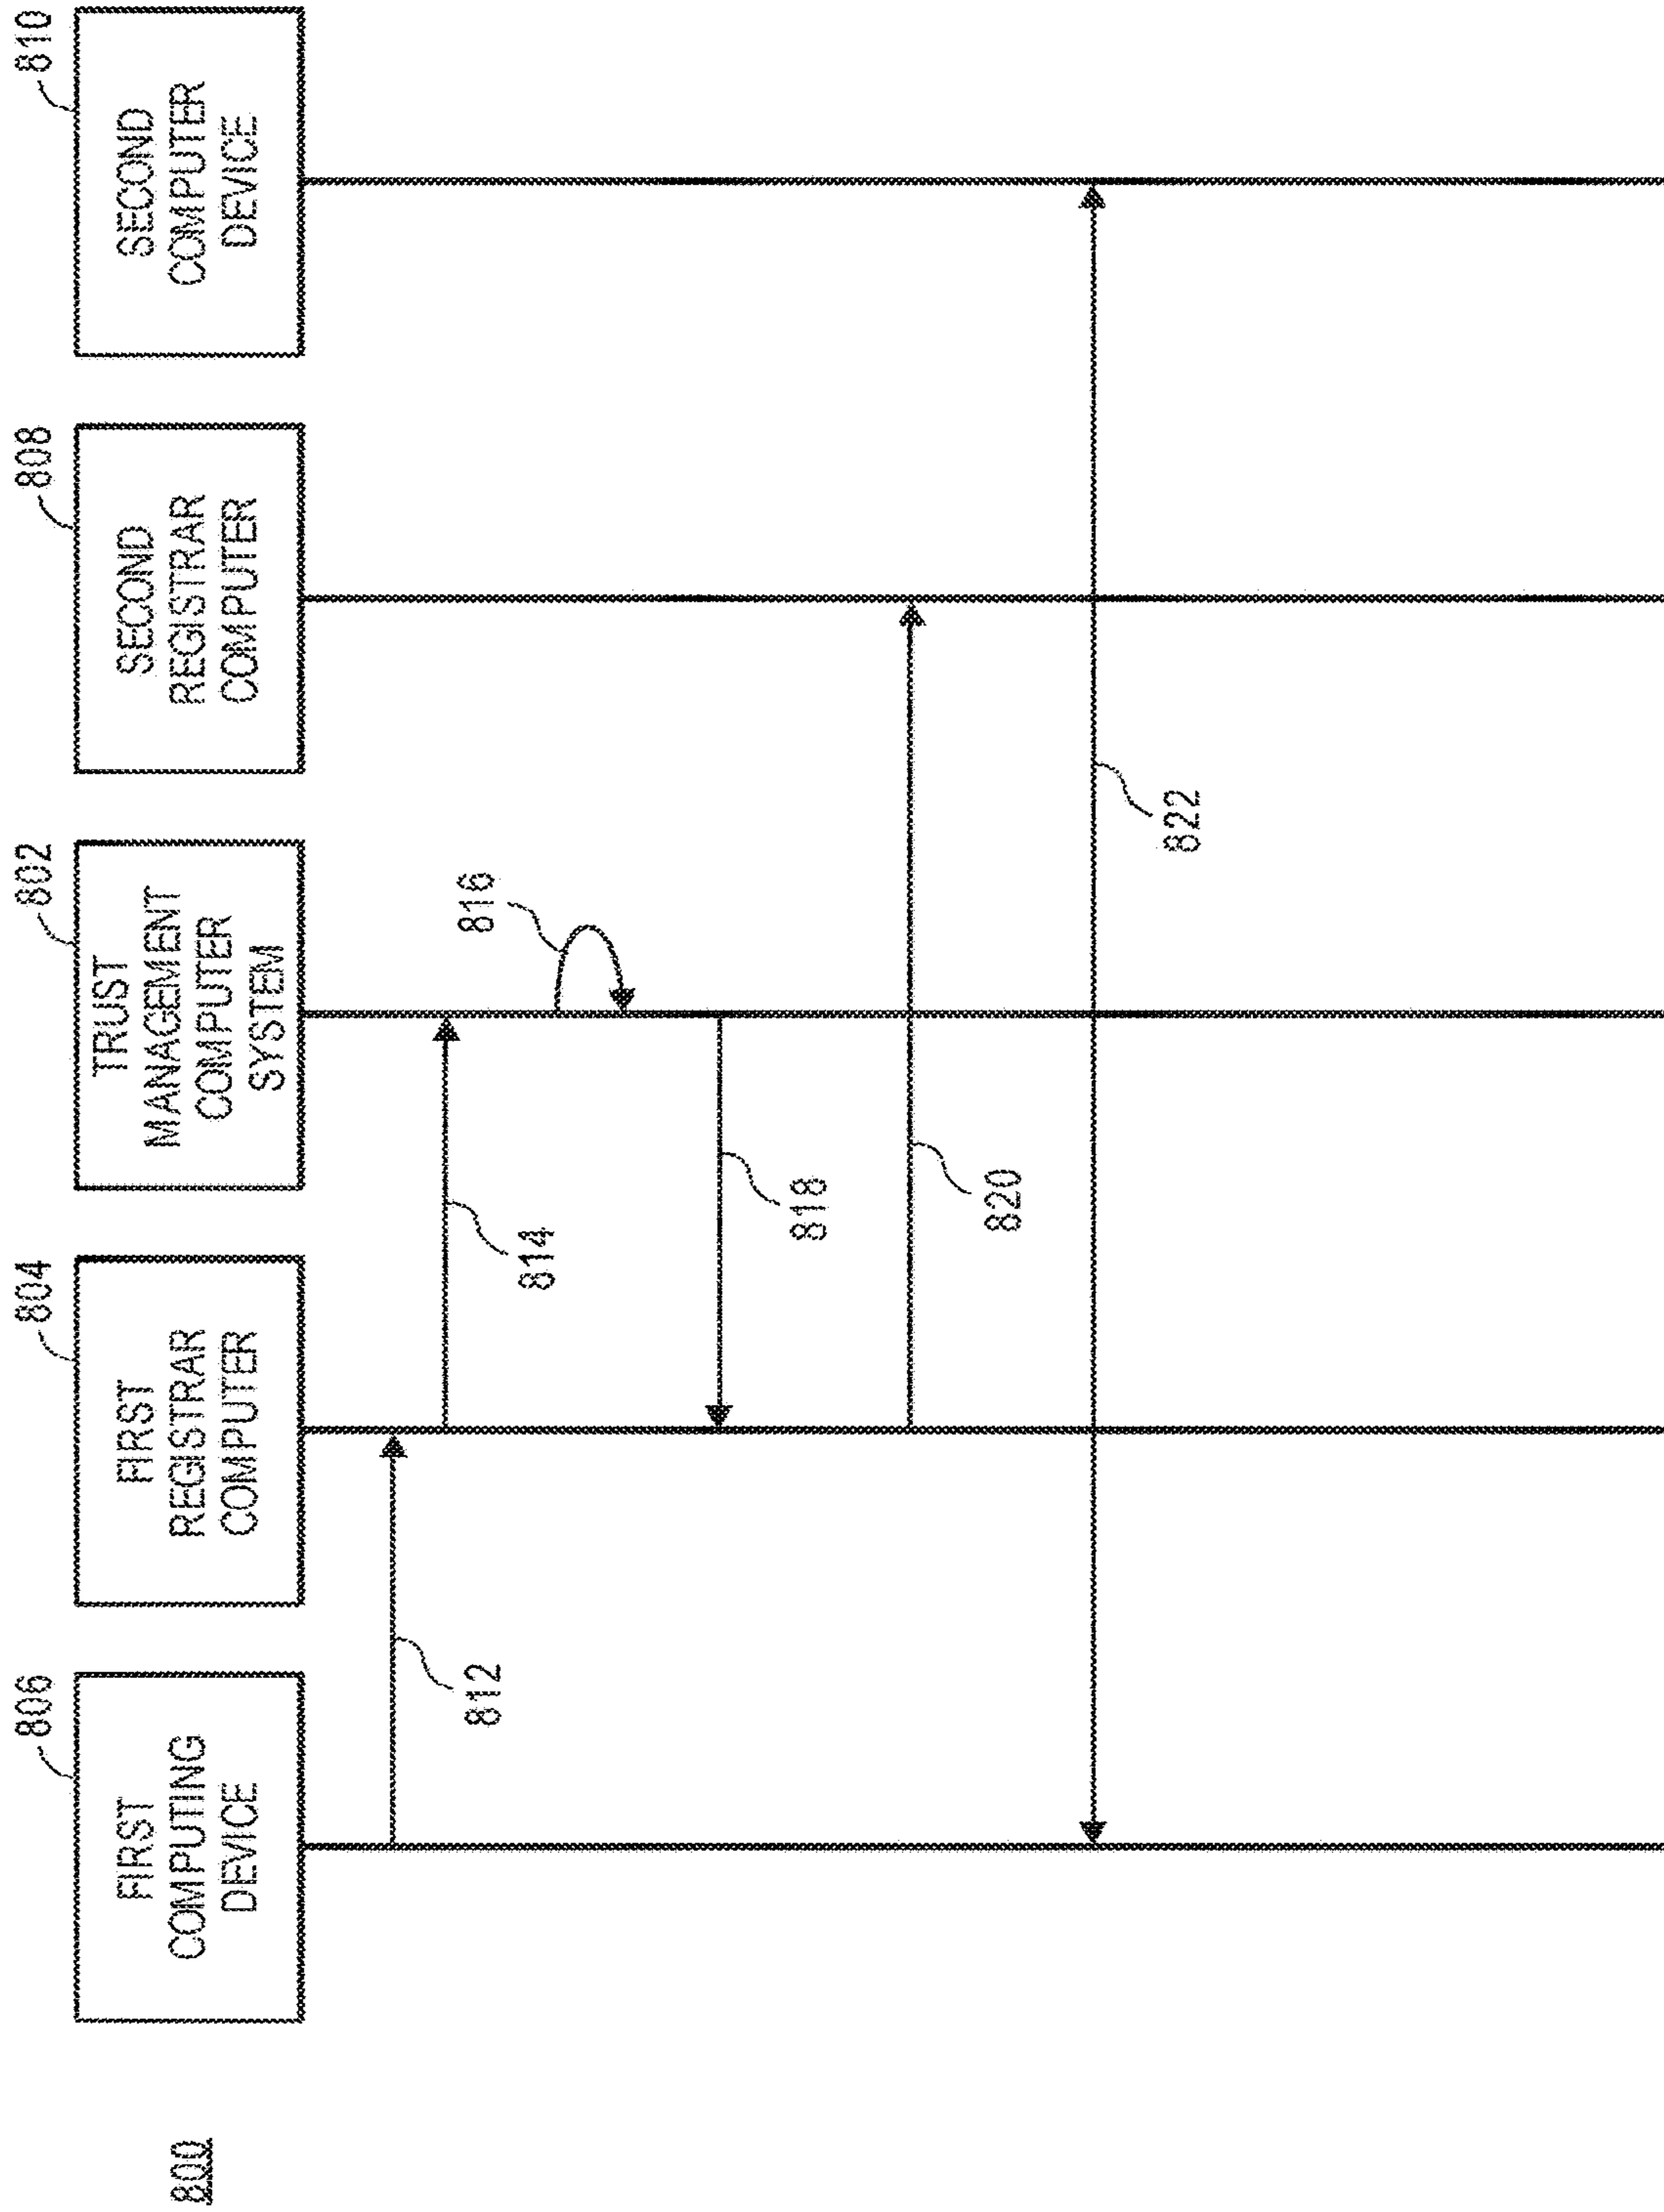 800
806
FIRST
COMPUTING
DEVICE
804
FIRST
REGISTRAR
COMPUTER
802
TRUST
MANAGEMENT
COMPUTER
SYSTEM
808
SECOND
REGISTRAR
COMPUTER
810
SECOND
COMPUTER
DEVICE
812
814
816
818
820
822